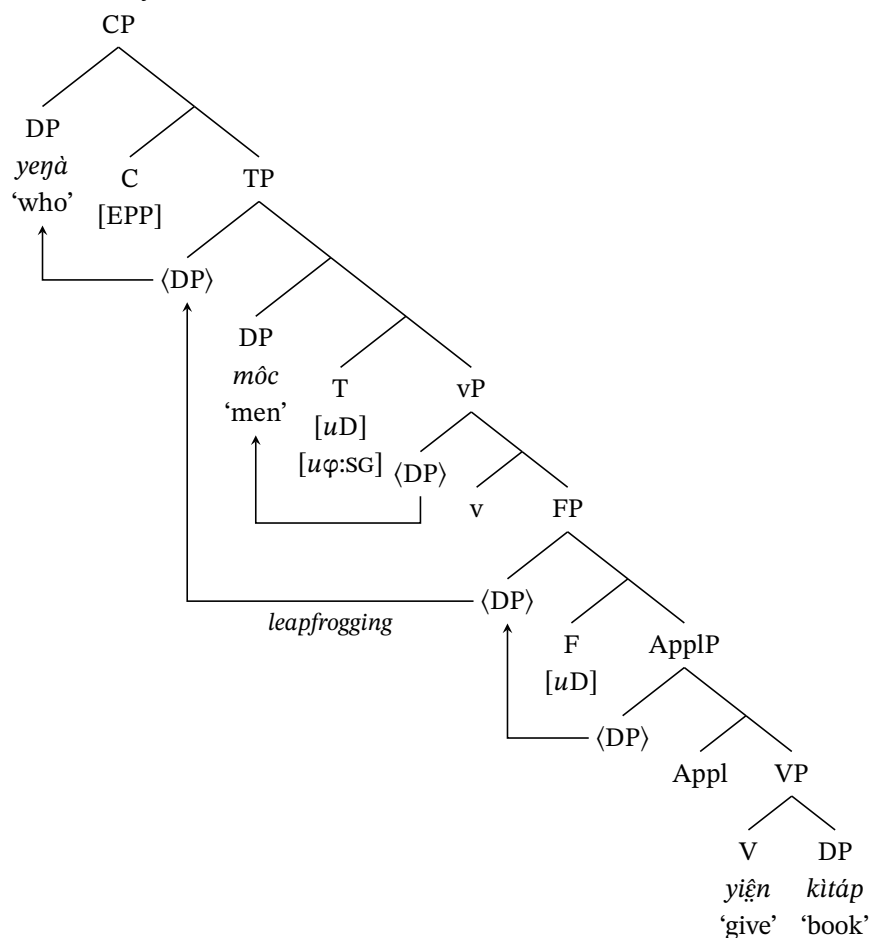 CP
DP
yeŋà
‘who’
C
[EPP]
TP
⟨DP⟩
DP
môc
‘men’
T
[uD]
[uφ:SG]
vP
⟨DP⟩
v
FP
⟨DP⟩
leapfrogging
F
[uD]
ApplP
⟨DP⟩
Appl
VP
V
yiê̤n
‘give’
DP
kìtáp
‘book’